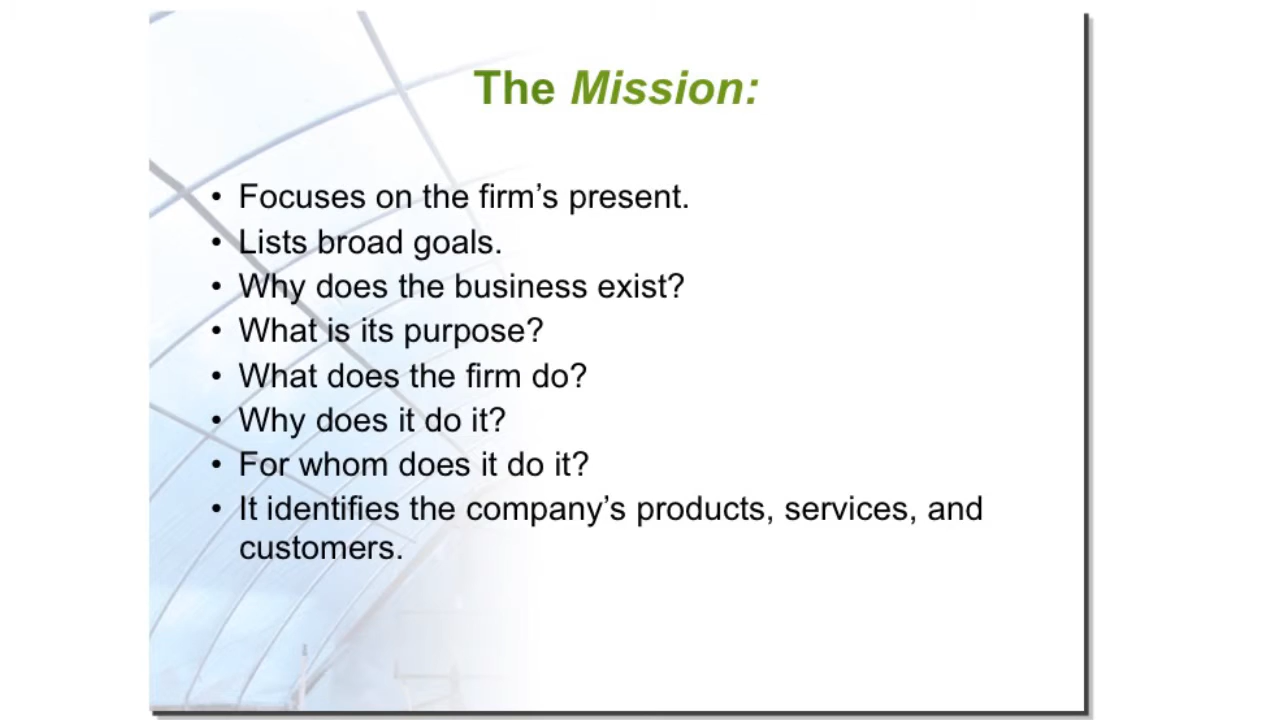 The Mission:
• Focuses on the firm’s present.
• Lists broad goals.
• Why does the business exist?
• What is its purpose?
• What does the firm do?
• Why does it do it?
• For whom does it do it?
• It identifies the company’s products, services, and
customers.